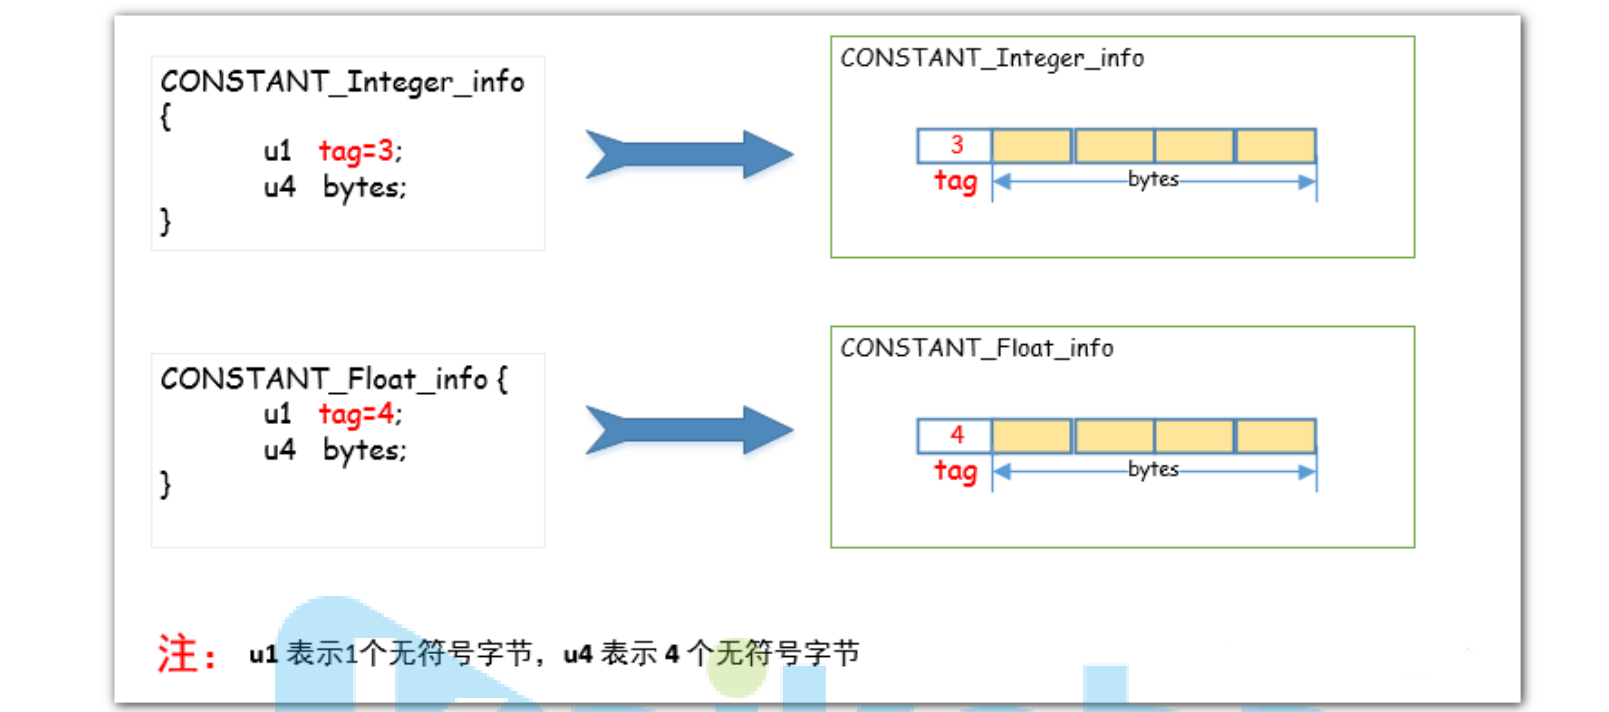 CONSTANT_Integer_info
{
u1 tag=3;
u4 bytes;
}
CONSTANT_Integer_info
3
tag
bytes
CONSTANT_Float_info {
u1 tag=4;
u4 bytes;
}
CONSTANT_Float_info
4
tag
bytes
注： u1 表示1个无符号字节，u4 表示 4 个无符号字节